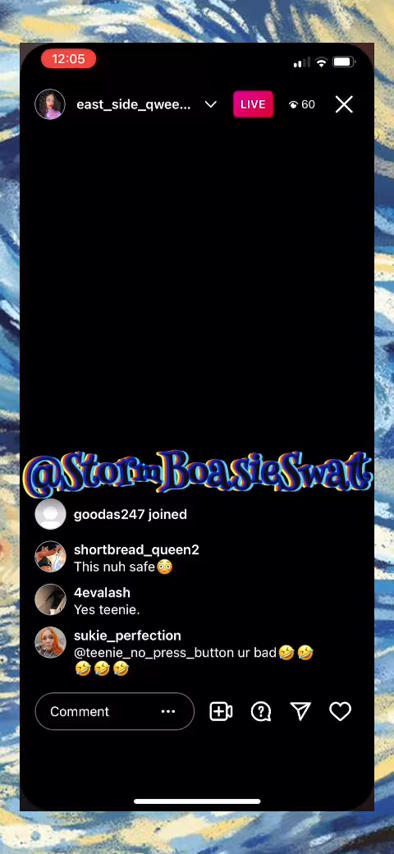 12:05
east_side_qwee...
LIVE
60
@StormBoasieSwat
goodas247 joined
shortbread_queen2
This nuh safe😳
4evalash
Yes teenie.
sukie_perfection
@teenie_no_press_button ur bad🤣🤣
🤣🤣🤣
Comment